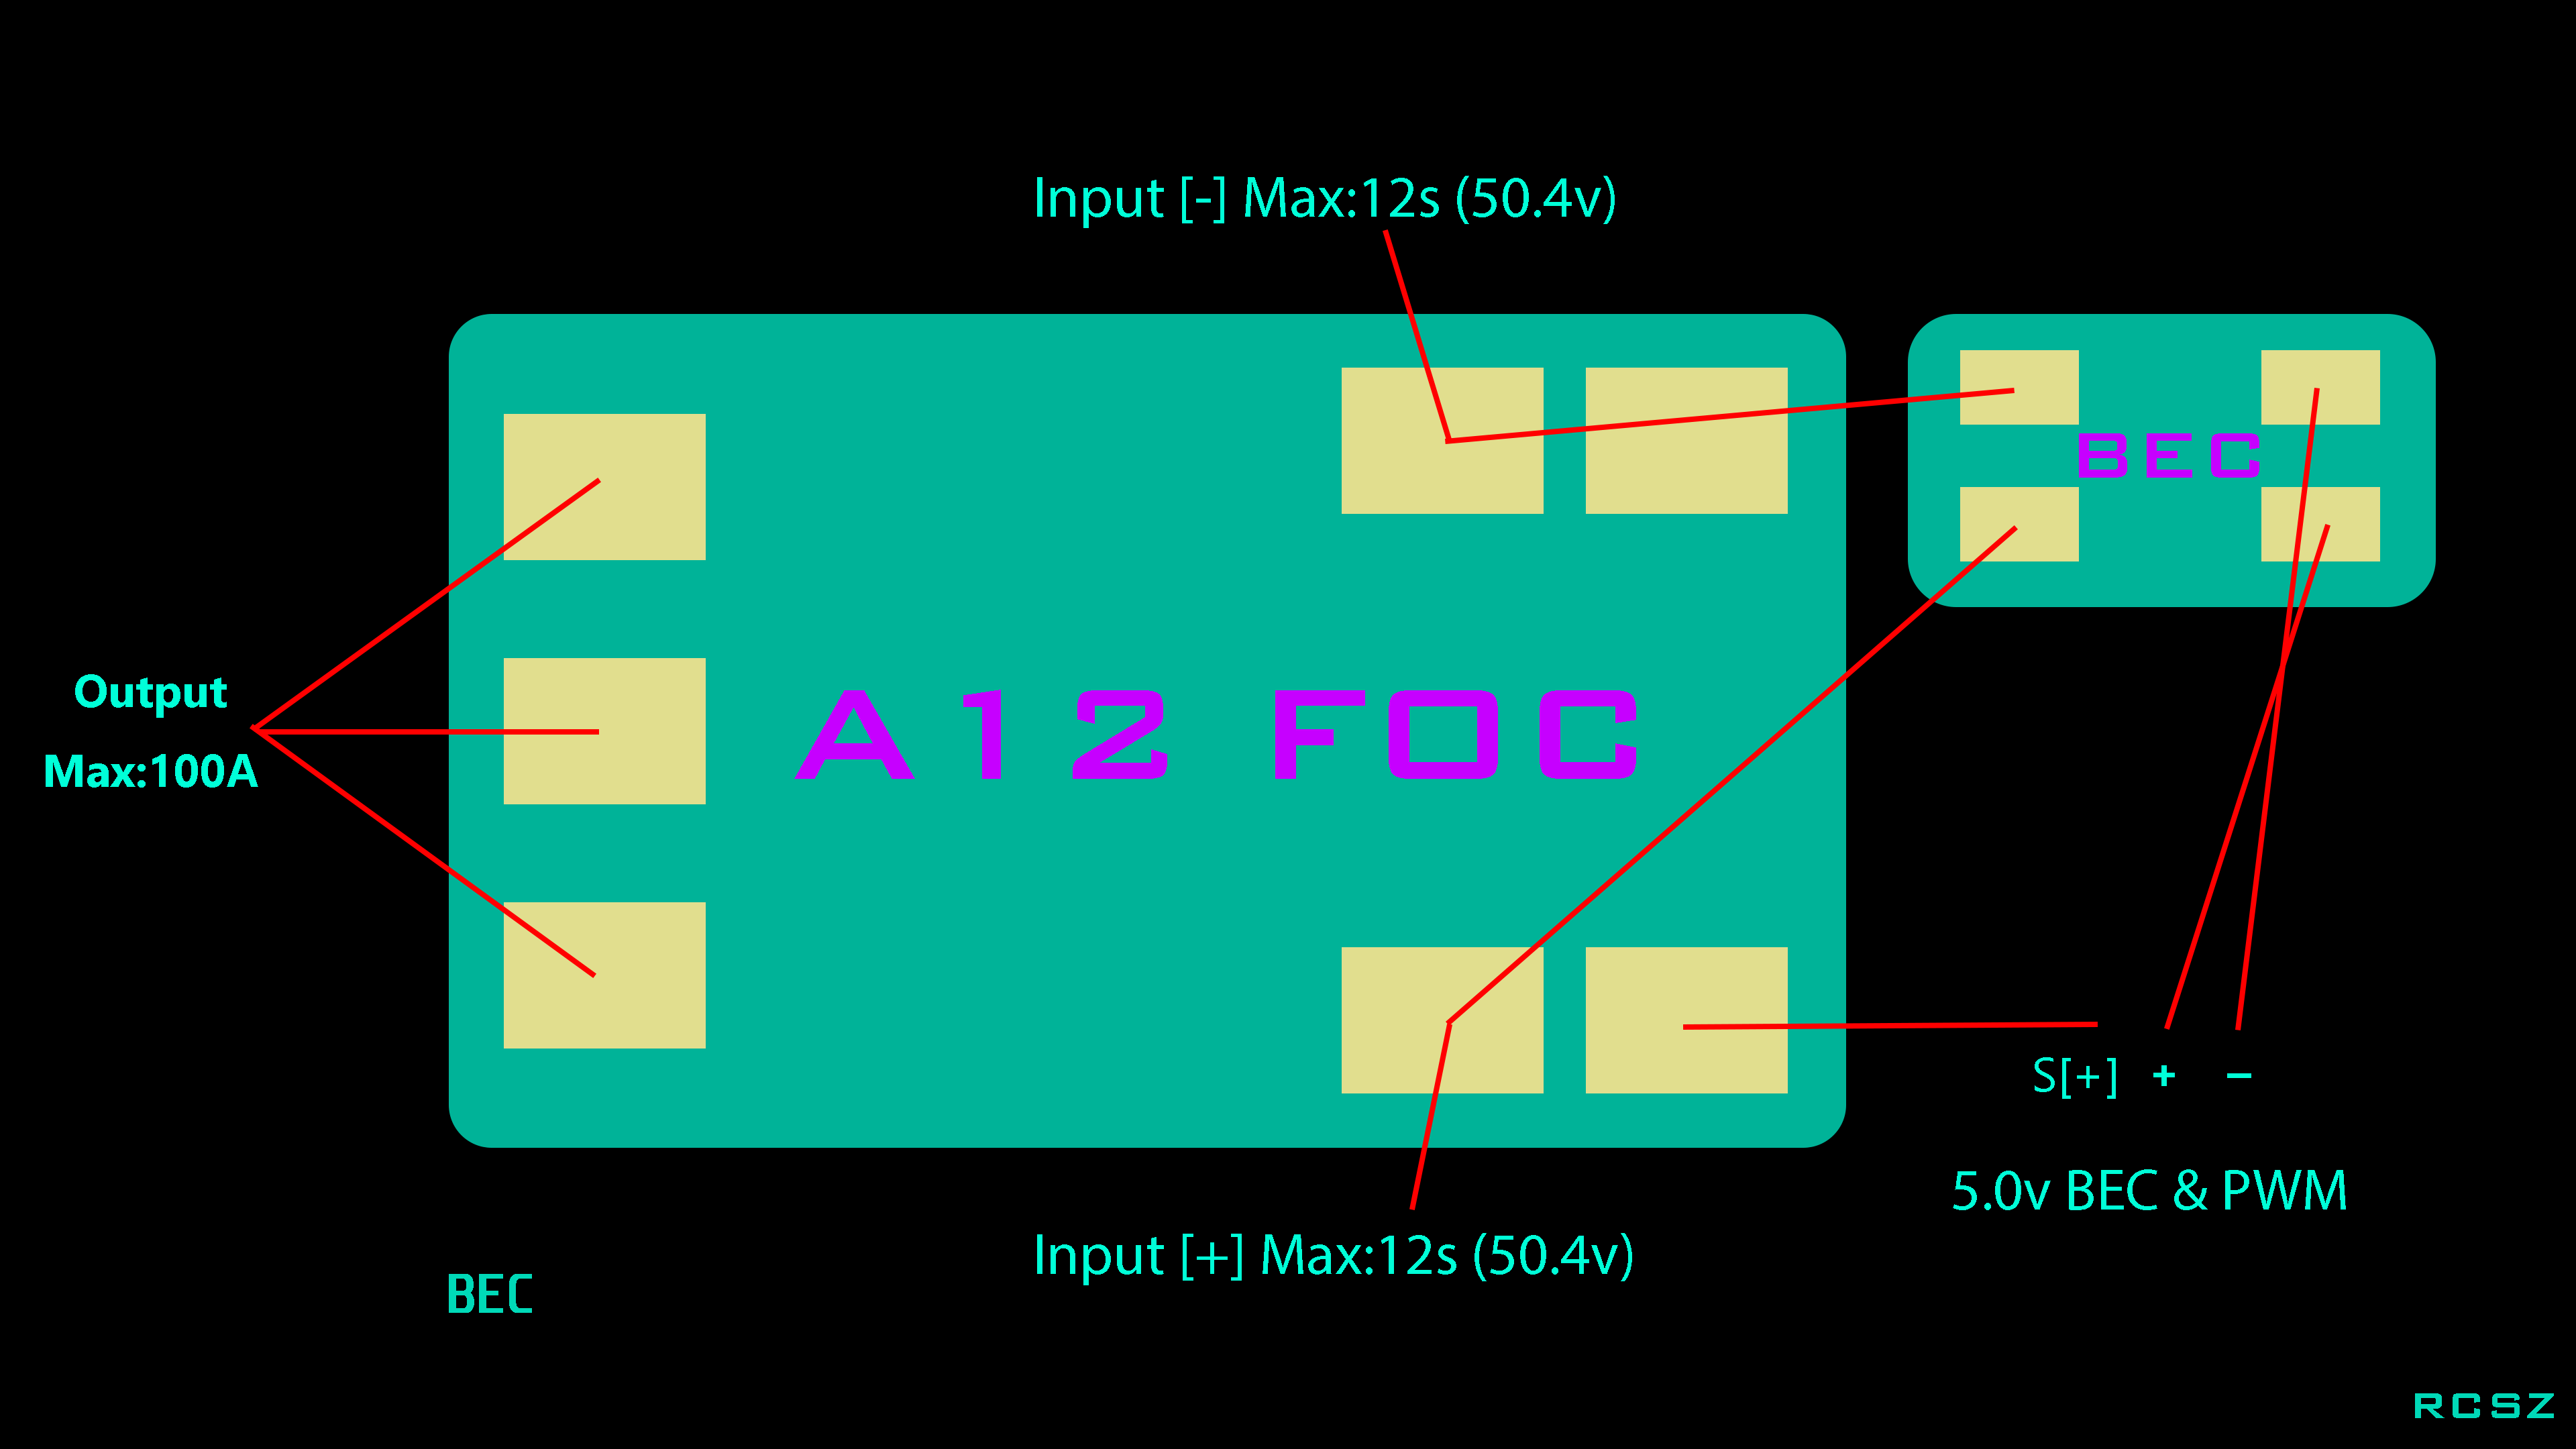 Input [-] Max:12s (50.4v)
BEC
Output
Max:100A
A12 FOC
S[+] + –
5.0v BEC & PWM
Input [+] Max:12s (50.4v)
BEC
RCSZ